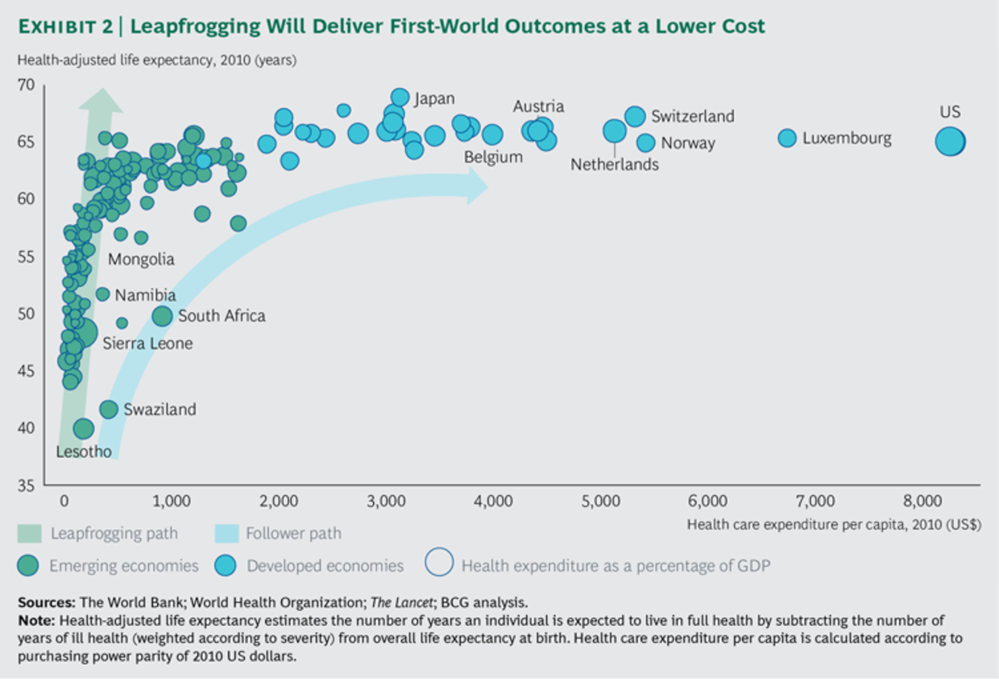 EXHIBIT 2 | Leapfrogging Will Deliver First-World Outcomes at a Lower Cost
Health-adjusted life expectancy, 2010 (years)
70
65
60
55
50
45
40
35
Japan
Austria
Switzerland
US
Belgium
Norway
Luxembourg
Netherlands
Mongolia
Namibia
South Africa
Sierra Leone
Swaziland
Lesotho
0 1,000 2,000 3,000 4,000 5,000 6,000 7,000 8,000
Health care expenditure per capita, 2010 (US$)
Leapfrogging path Follower path
Emerging economies Developed economies Health expenditure as a percentage of GDP
Sources: The World Bank; World Health Organization; The Lancet; BCG analysis.
Note: Health-adjusted life expectancy estimates the number of years an individual is expected to live in full health by subtracting the number of
years of ill health (weighted according to severity) from overall life expectancy at birth. Health care expenditure per capita is calculated according to
purchasing power parity of 2010 US dollars.